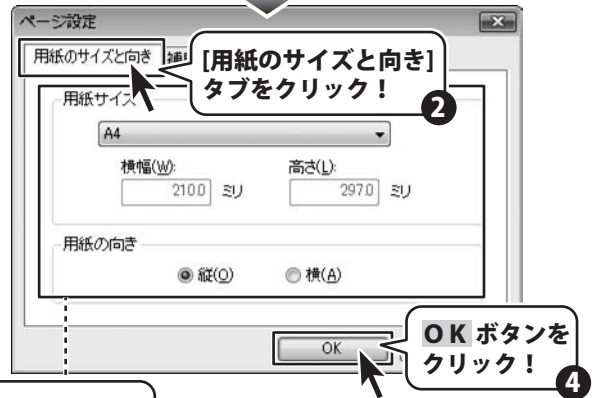 ページ設定
用紙のサイズと向き
[用紙のサイズと向き]
タブをクリック！
2
用紙サイズ
A4
横幅(W):
高さ(L):
210.0 ミリ
297.0 ミリ
用紙の向き
縦(O)
横(A)
OK
OK ボタンを
クリック！
4